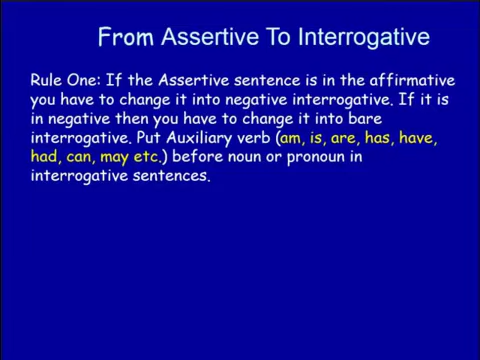 From Assertive To Interrogative
Rule One: If the Assertive sentence is in the affirmative
you have to change it into negative interrogative. If it is
in negative then you have to change it into bare
interrogative. Put Auxiliary verb (am, is, are, has, have,
had, can, may etc.) before noun or pronoun in
interrogative sentences.